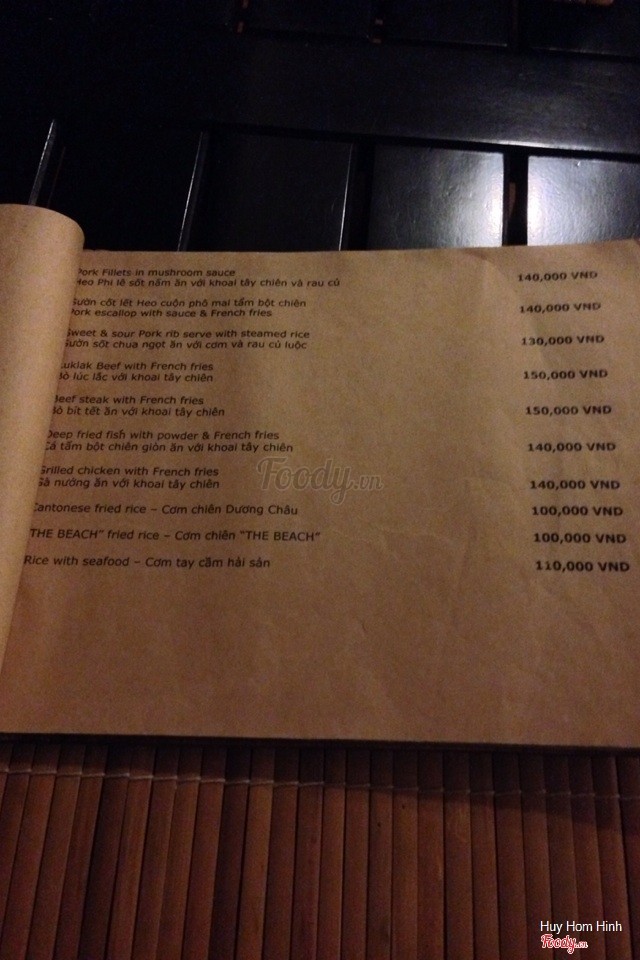 Pork Fillets in mushroom sauce
Heo Phi lê sốt nấm ăn với khoai tây chiên và rau củ
140,000 VND
Sườn cốt lết Heo cuộn phô mai tẩm bột chiên
Pork escallop with sauce & French fries
140,000 VND
Sweet & sour Pork rib serve with steamed rice
Sườn sốt chua ngọt ăn với cơm và rau củ luộc
130,000 VND
Luklak Beef with French fries
Bò lúc lắc với khoai tây chiên
150,000 VND
Beef steak with French fries
Bò bít tết ăn với khoai tây chiên
150,000 VND
Deep fried fish with powder & French fries
Cá tẩm bột chiên giòn ăn với khoai tây chiên
140,000 VND
Grilled chicken with French fries
Gà nướng ăn với khoai tây chiên
140,000 VND
Cantonese fried rice – Cơm chiên Dương Châu
100,000 VND
"THE BEACH" fried rice – Cơm chiên "THE BEACH"
100,000 VND
Rice with seafood – Cơm tay cầm hải sản
110,000 VND
Foody.vn
Huy Hom Hinh
Foody.vn